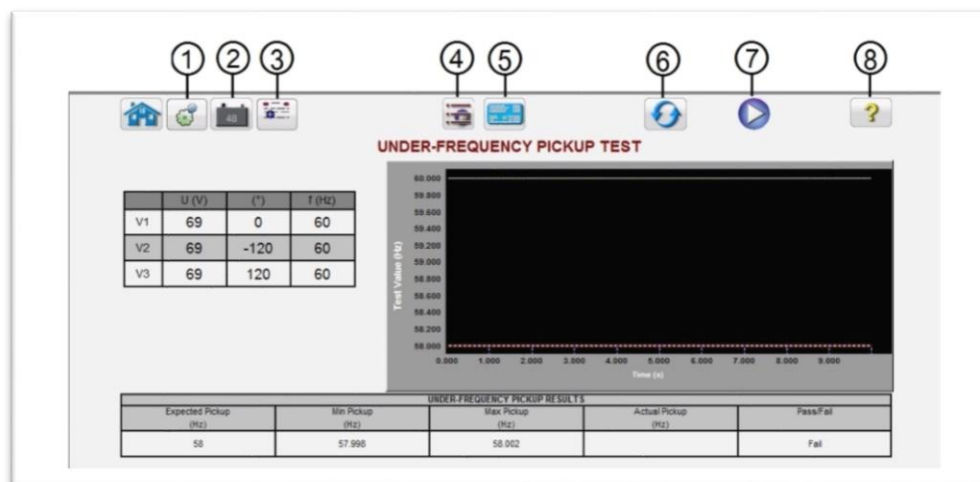 1 2 3 4 5 6 7 8
48 ?
UNDER-FREQUENCY PICKUP TEST
U (V) (°) f (Hz)
V1 69 0 60
V2 69 -120 60
V3 69 120 60
Test Value (Hz)
60.000
59.800
59.600
59.400
59.200
59.000
58.800
58.600
58.400
58.200
58.000
0.000 1.000 2.000 3.000 4.000 5.000 6.000 7.000 8.000 9.000
Time (s)
UNDER-FREQUENCY PICKUP RESULTS
Expected Pickup (Hz) Min Pickup (Hz) Max Pickup (Hz) Actual Pickup (Hz) Pass/Fail
58 57.998 58.002 Fail